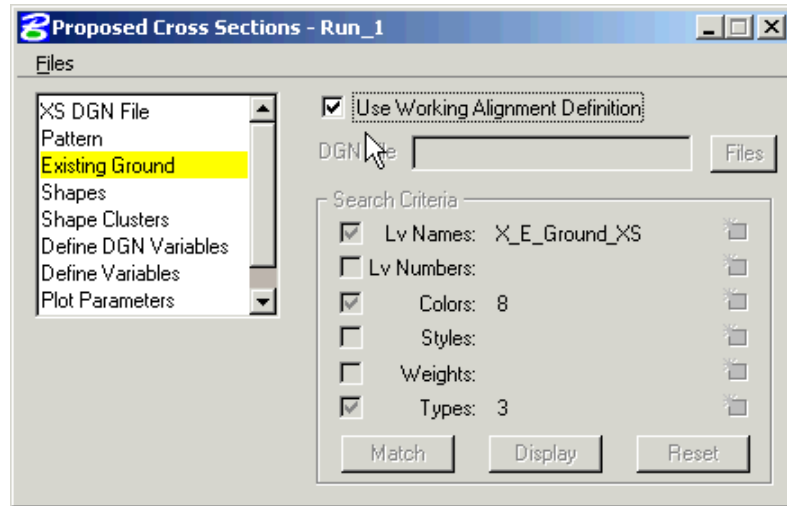 Proposed Cross Sections - Run_1
Files
XS DGN File
Pattern
Existing Ground
Shapes
Shape Clusters
Define DGN Variables
Define Variables
Plot Parameters
Use Working Alignment Definition
DGN File
Files
Search Criteria
Lv Names: X_E_Ground_XS
Lv Numbers:
Colors: 8
Styles:
Weights:
Types: 3
Match Display Reset